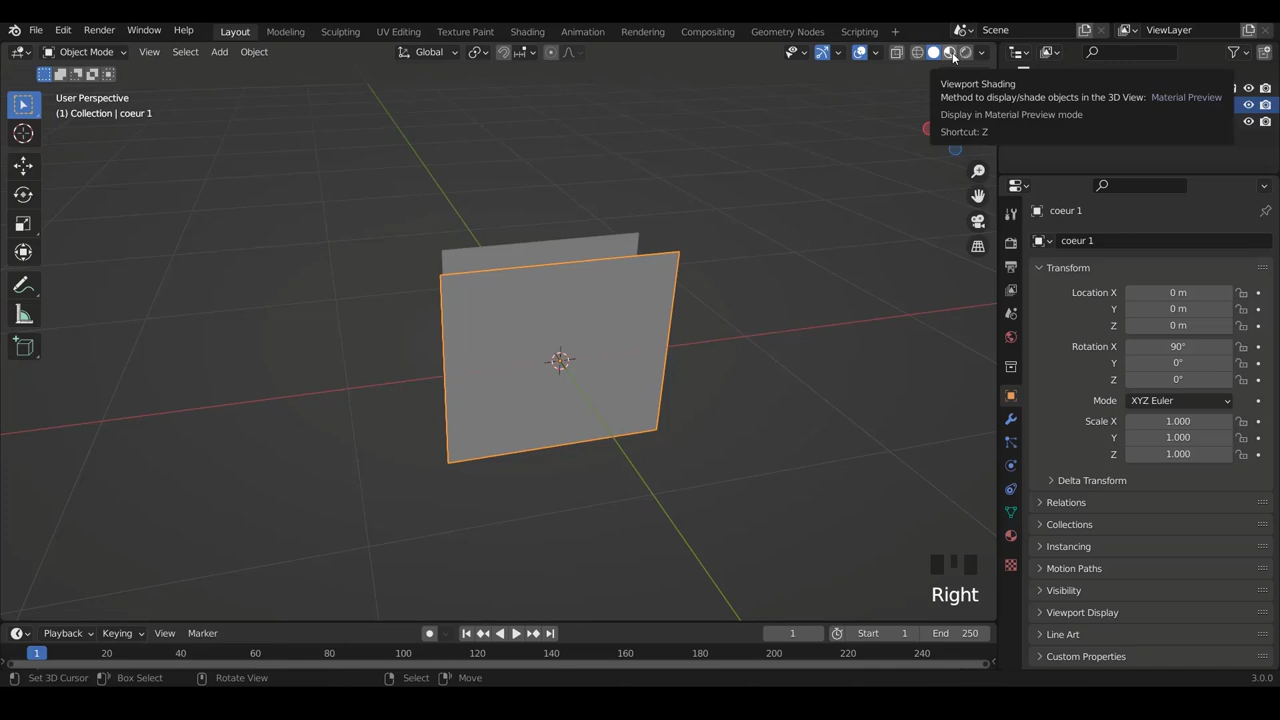 File Edit Render Window Help Layout Modeling Sculpting UV Editing Texture Paint Shading Animation Rendering Compositing Geometry Nodes Scripting + Scene ViewLayer
Object Mode View Select Add Object Global
User Perspective
(1) Collection | coeur 1
Viewport Shading
Method to display/shade objects in the 3D View: Material Preview
Display in Material Preview mode
Shortcut: Z
coeur 1
coeur 1
Transform
Location X 0 m
Y 0 m
Z 0 m
Rotation X 90°
Y 0°
Z 0°
Mode XYZ Euler
Scale X 1.000
Y 1.000
Z 1.000
Delta Transform
Relations
Collections
Instancing
Motion Paths
Visibility
Viewport Display
Line Art
Custom Properties
Right
Playback Keying View Marker 1 Start 1 End 250
1 20 40 60 80 100 120 140 160 180 200 220 240
Set 3D Cursor Box Select Rotate View Select Move 3.0.0